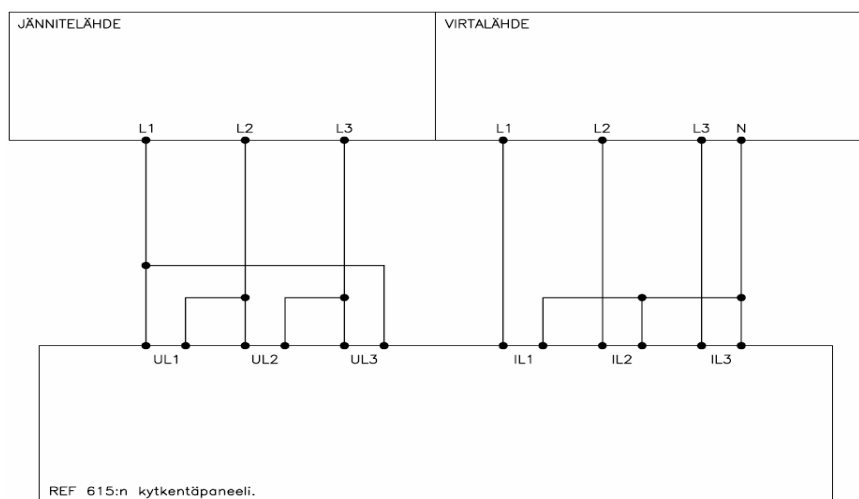 JÄNNITELÄHDE VIRTALÄHDE
L1 L2 L3 L1 L2 L3 N
UL1 UL2 UL3 IL1 IL2 IL3
REF 615:n kytkentäpaneeli.